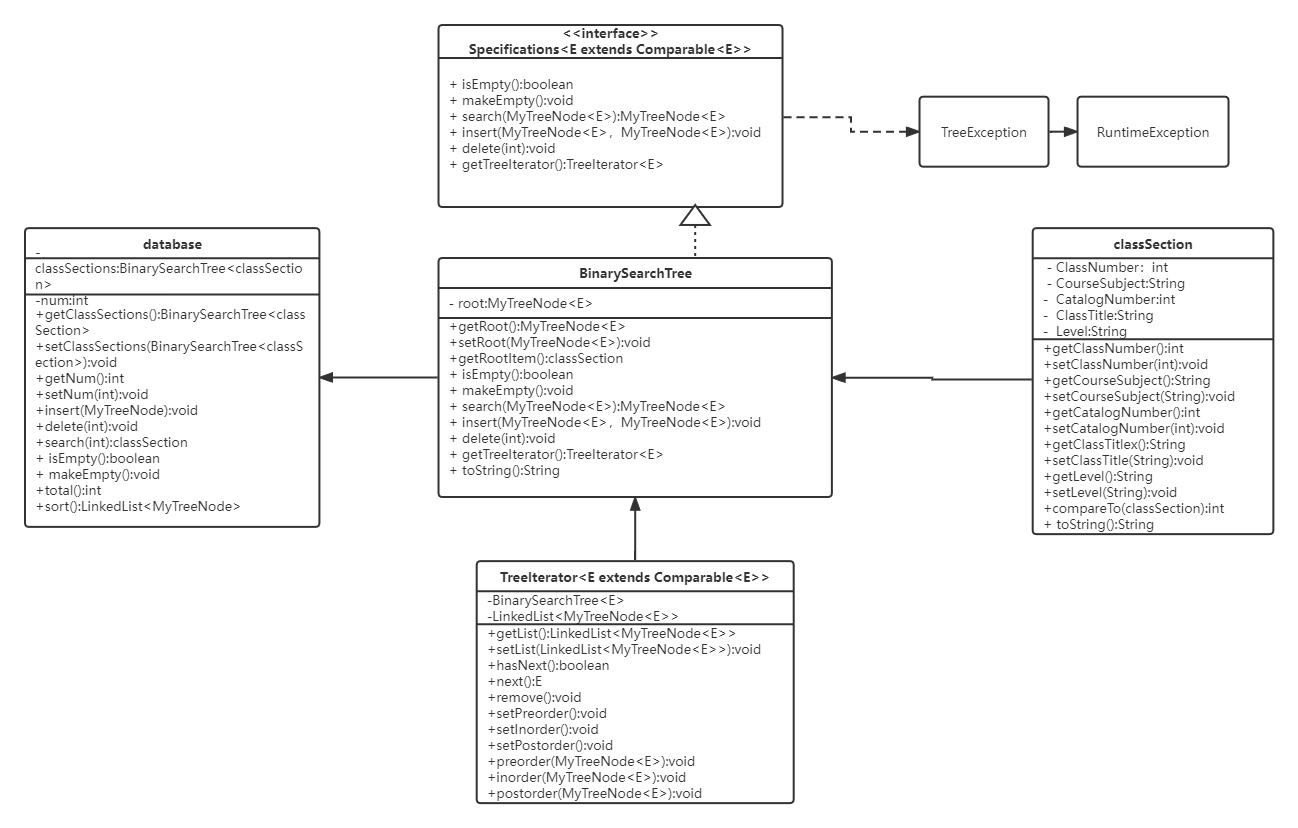 <<interface>>
Specifications<E extends Comparable<E>>
+ isEmpty():boolean
+ makeEmpty():void
+ search(MyTreeNode<E>):MyTreeNode<E>
+ insert(MyTreeNode<E>，MyTreeNode<E>):void
+ delete(int):void
+ getTreeIterator():TreeIterator<E>
TreeException
RuntimeException
database
-
classSections:BinarySearchTree<classSectio
n>
-num:int
+getClassSections():BinarySearchTree<class
Section>
+setClassSections(BinarySearchTree<classS
ection>):void
+getNum():int
+setNum(int):void
+insert(MyTreeNode):void
+delete(int):void
+search(int):classSection
+ isEmpty():boolean
+ makeEmpty():void
+total():int
+sort():LinkedList<MyTreeNode>
BinarySearchTree
- root:MyTreeNode<E>
+getRoot():MyTreeNode<E>
+setRoot(MyTreeNode<E>):void
+getRootItem():classSection
+ isEmpty():boolean
+ makeEmpty():void
+ search(MyTreeNode<E>):MyTreeNode<E>
+ insert(MyTreeNode<E>，MyTreeNode<E>):void
+ delete(int):void
+ getTreeIterator():TreeIterator<E>
+ toString():String
classSection
- ClassNumber：int
- CourseSubject:String
- CatalogNumber:int
- ClassTitle:String
- Level:String
+getClassNumber():int
+setClassNumber(int):void
+getCourseSubject():String
+setCourseSubject(String):void
+getCatalogNumber():int
+setCatalogNumber(int):void
+getClassTitlex():String
+setClassTitle(String):void
+getLevel():String
+setLevel(String):void
+compareTo(classSection):int
+ toString():String
TreeIterator<E extends Comparable<E>>
-BinarySearchTree<E>
-LinkedList<MyTreeNode<E>>
+getList():LinkedList<MyTreeNode<E>>
+setList(LinkedList<MyTreeNode<E>>):void
+hasNext():boolean
+next():E
+remove():void
+setPreorder():void
+setInorder():void
+setPostorder():void
+preorder(MyTreeNode<E>):void
+inorder(MyTreeNode<E>):void
+postorder(MyTreeNode<E>):void